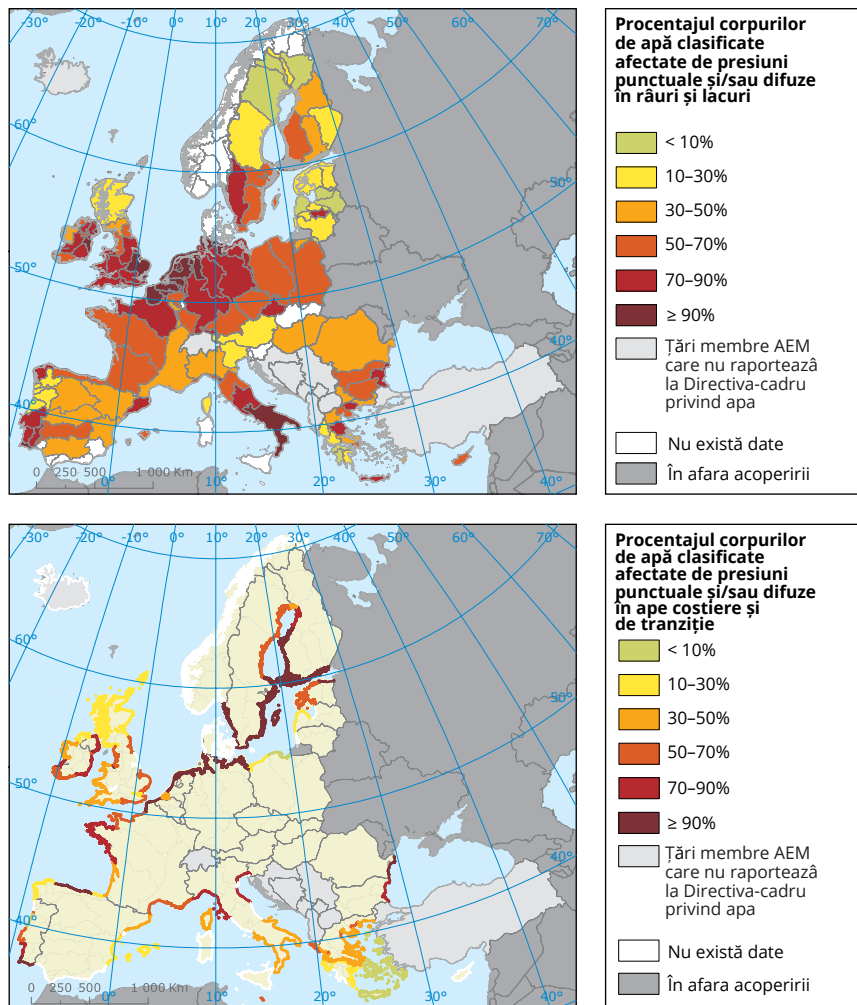 -30° -20° -10° 0° 10° 20° 30° 40° 50° 60° 70°
60°
50°
50°
40°
40°
0 250 500 1 000 Km
0° 10° 20° 30° 40°
Procentajul corpurilor
de apă clasificate
afectate de presiuni
punctuale și/sau difuze
în râuri și lacuri
< 10%
10–30%
30–50%
50–70%
70–90%
≥ 90%
Țări membre AEM
care nu raportează
la Directiva-cadru
privind apa
Nu există date
În afara acoperirii
-30° -20° -10° 0° 10° 20° 30° 40° 50° 60° 70°
60°
50°
50°
40°
40°
0 250 500 1 000 Km
0° 10° 20° 30° 40°
Procentajul corpurilor
de apă clasificate
afectate de presiuni
punctuale și/sau difuze
în ape costiere și
de tranziție
< 10%
10–30%
30–50%
50–70%
70–90%
≥ 90%
Țări membre AEM
care nu raportează
la Directiva-cadru
privind apa
Nu există date
În afara acoperirii